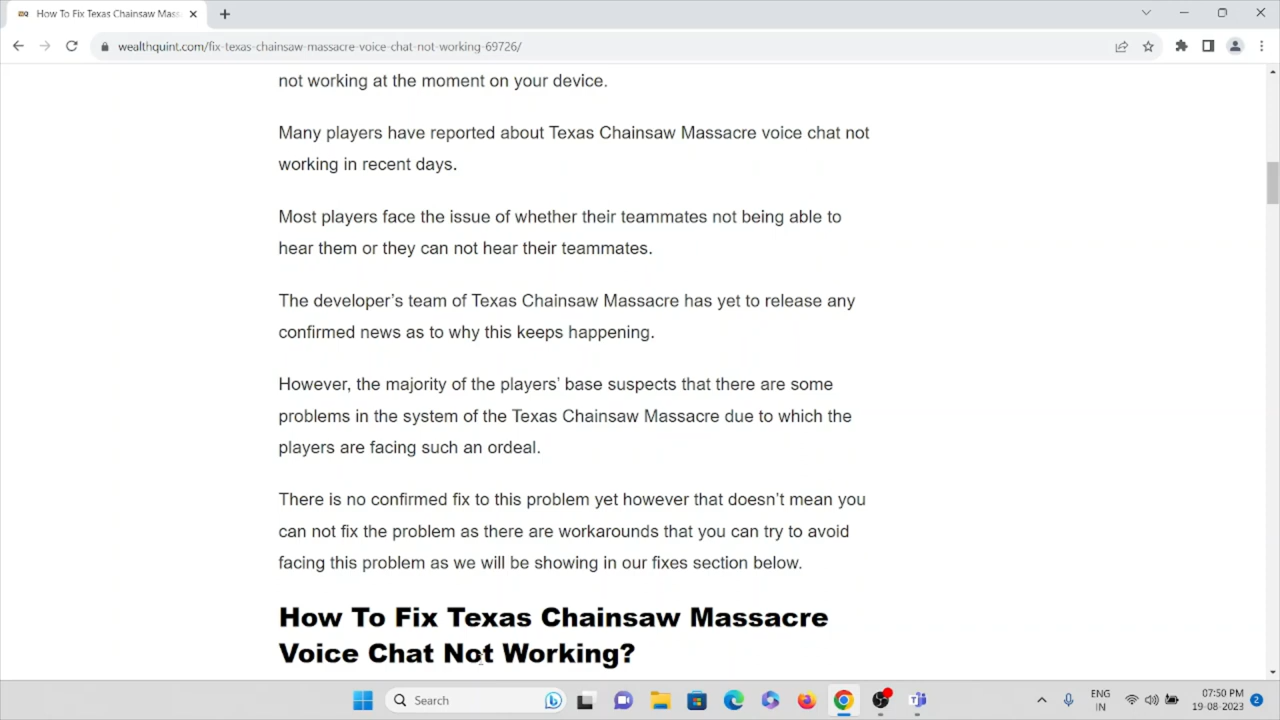 How To Fix Texas Chainsaw Mass
wealthquint.com/fix-texas-chainsaw-massacre-voice-chat-not-working-69726/
not working at the moment on your device.
Many players have reported about Texas Chainsaw Massacre voice chat not
working in recent days.
Most players face the issue of whether their teammates not being able to
hear them or they can not hear their teammates.
The developer’s team of Texas Chainsaw Massacre has yet to release any
confirmed news as to why this keeps happening.
However, the majority of the players’ base suspects that there are some
problems in the system of the Texas Chainsaw Massacre due to which the
players are facing such an ordeal.
There is no confirmed fix to this problem yet however that doesn’t mean you
can not fix the problem as there are workarounds that you can try to avoid
facing this problem as we will be showing in our fixes section below.
How To Fix Texas Chainsaw Massacre
Voice Chat Not Working?
Search
ENG
IN
07:50 PM
19-08-2023
2